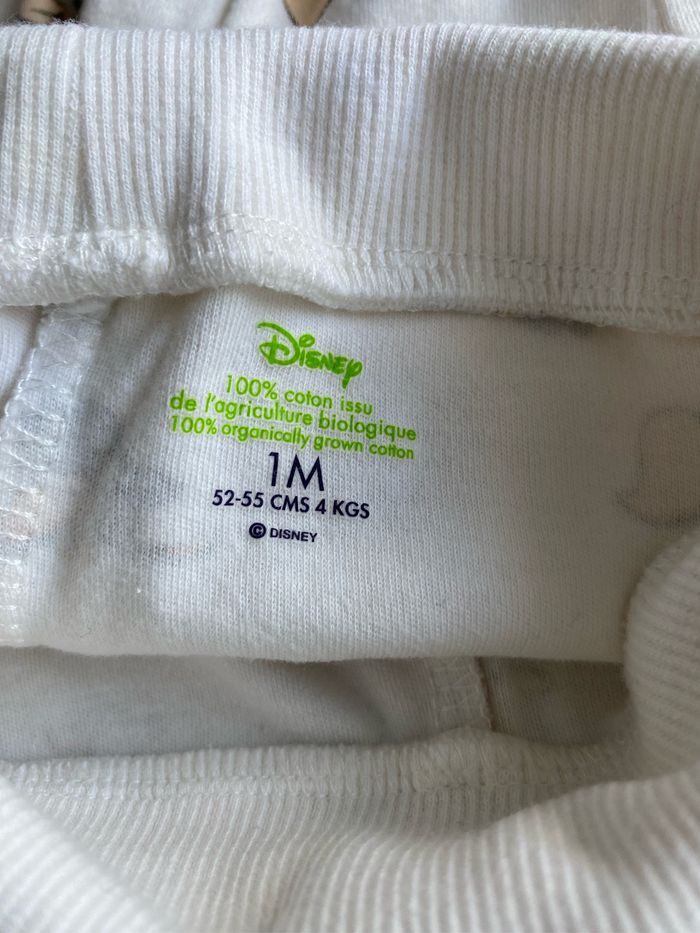 Disney
100% coton issu
de l'agriculture biologique
100% organically grown cotton
1M
52-55 CMS 4 KGS
© DISNEY